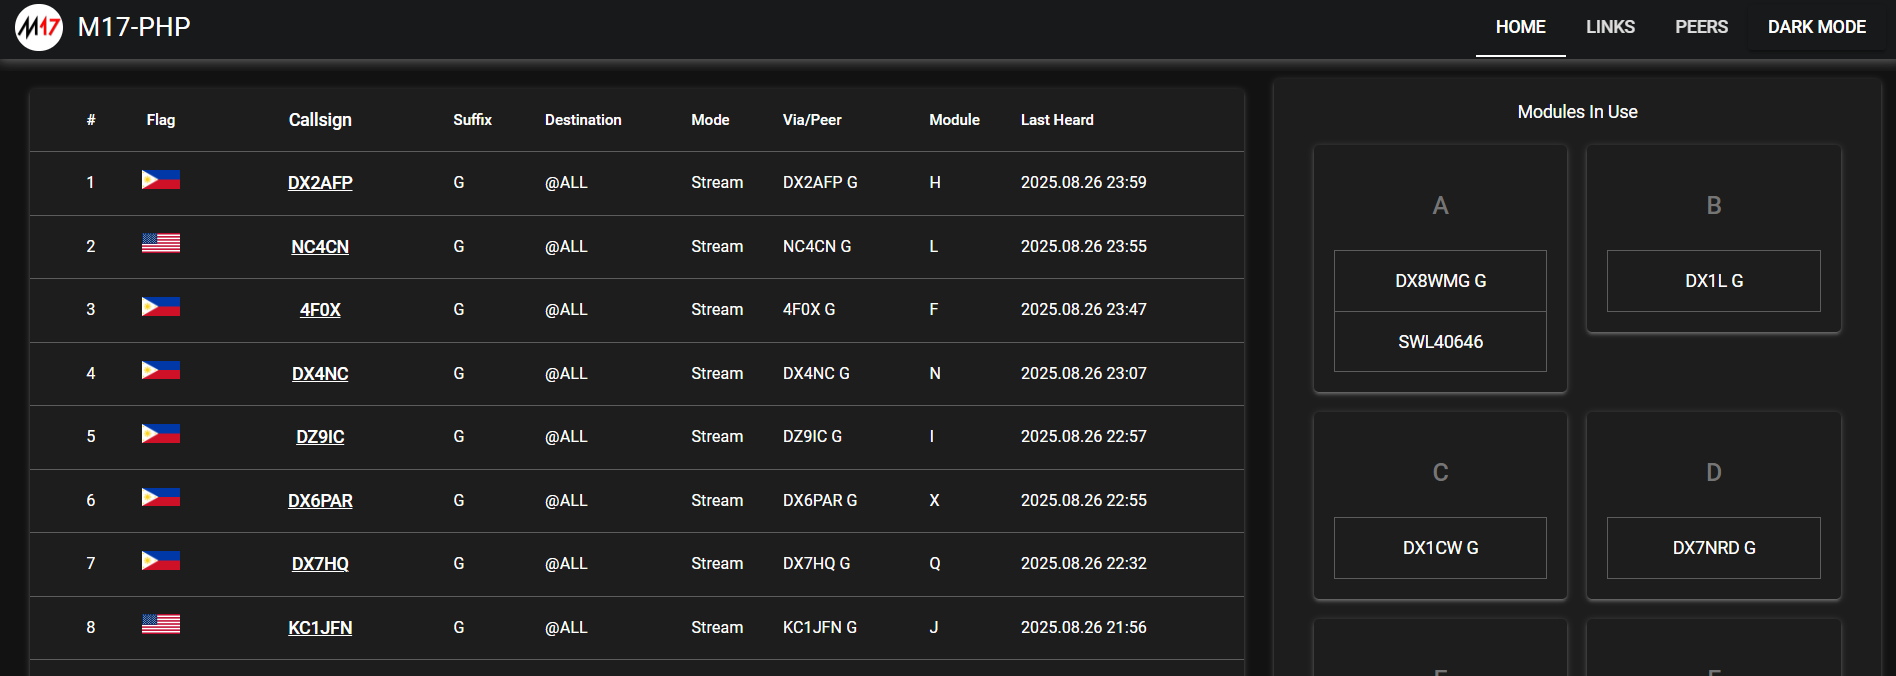 M17 M17-PHP HOME LINKS PEERS DARK MODE
# Flag Callsign Suffix Destination Mode Via/Peer Module Last Heard
1 DX2AFP G @ALL Stream DX2AFP G H 2025.08.26 23:59
2 NC4CN G @ALL Stream NC4CN G L 2025.08.26 23:55
3 4F0X G @ALL Stream 4F0X G F 2025.08.26 23:47
4 DX4NC G @ALL Stream DX4NC G N 2025.08.26 23:07
5 DZ9IC G @ALL Stream DZ9IC G I 2025.08.26 22:57
6 DX6PAR G @ALL Stream DX6PAR G X 2025.08.26 22:55
7 DX7HQ G @ALL Stream DX7HQ G Q 2025.08.26 22:32
8 KC1JFN G @ALL Stream KC1JFN G J 2025.08.26 21:56
Modules In Use
A
DX8WMG G
SWL40646
B
DX1L G
C
DX1CW G
D
DX7NRD G